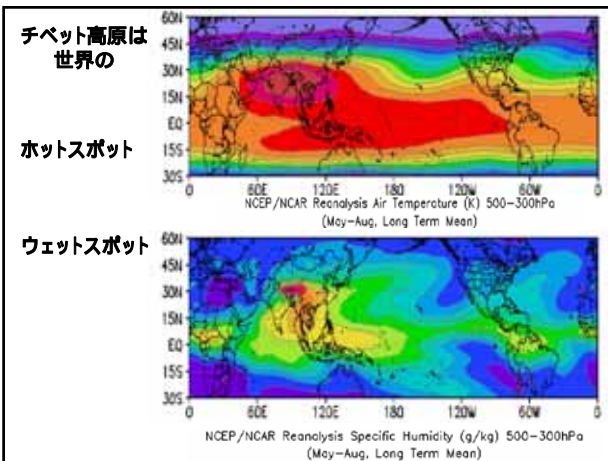 チベット高原は
世界の
ホットスポット
60N
45N
30N
15N
EQ
15S
30S
0
60E
120E
180
120W
60W
0
NCEP/NCAR Reanalysis Air Temperature (K) 500-300hPa
(May-Aug, Long Term Mean)
ウェットスポット
60N
45N
30N
15N
EQ
15S
30S
0
60E
120E
180
120W
60W
0
NCEP/NCAR Reanalysis Specific Humidity (g/kg) 500-300hPa
(May-Aug, Long Term Mean)